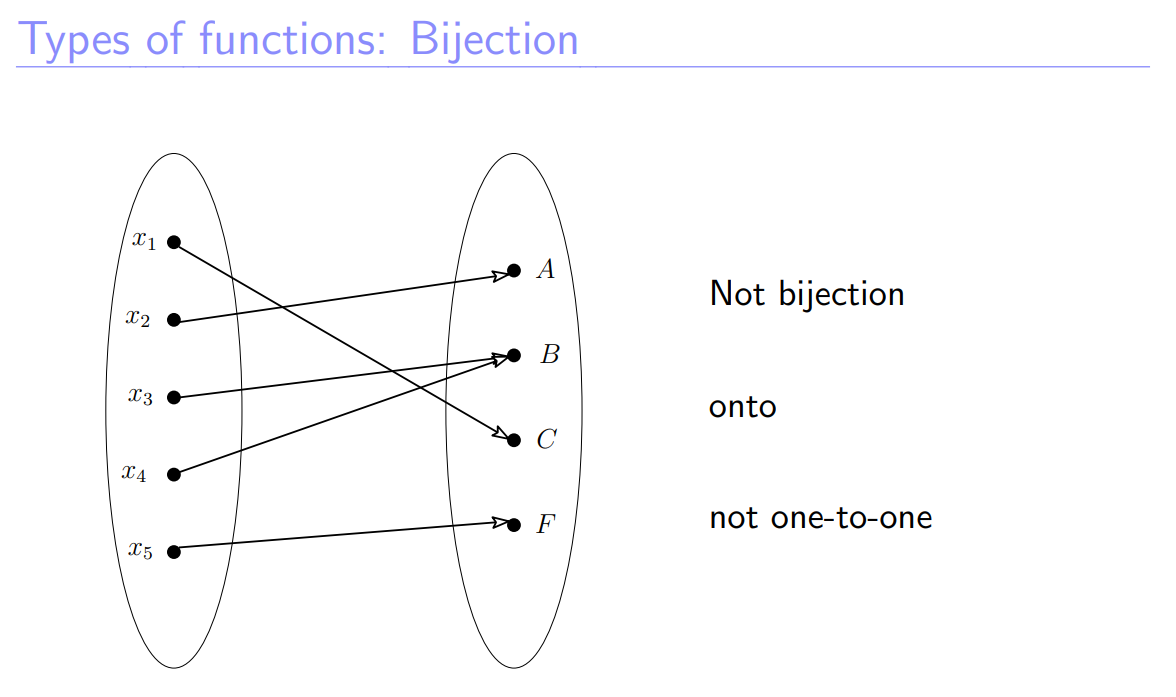 Types of functions: Bijection
x₁
x₂
x₃
x₄
x₅
A
B
C
F
Not bijection
onto
not one-to-one